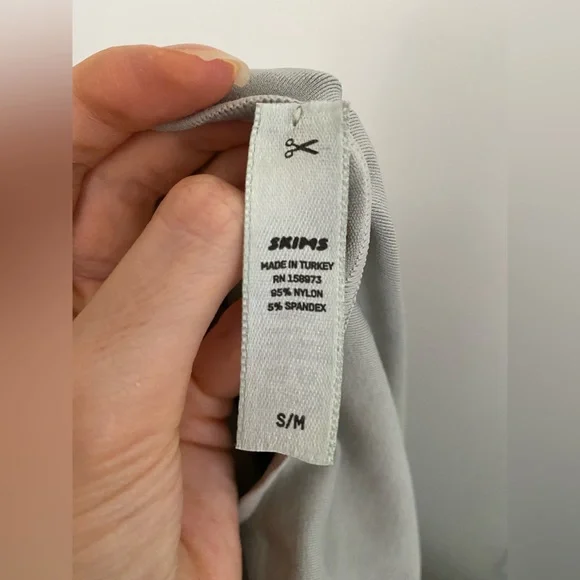 SKIMS
MADE IN TURKEY
RN 158973
95% NYLON
5% SPANDEX
S/M